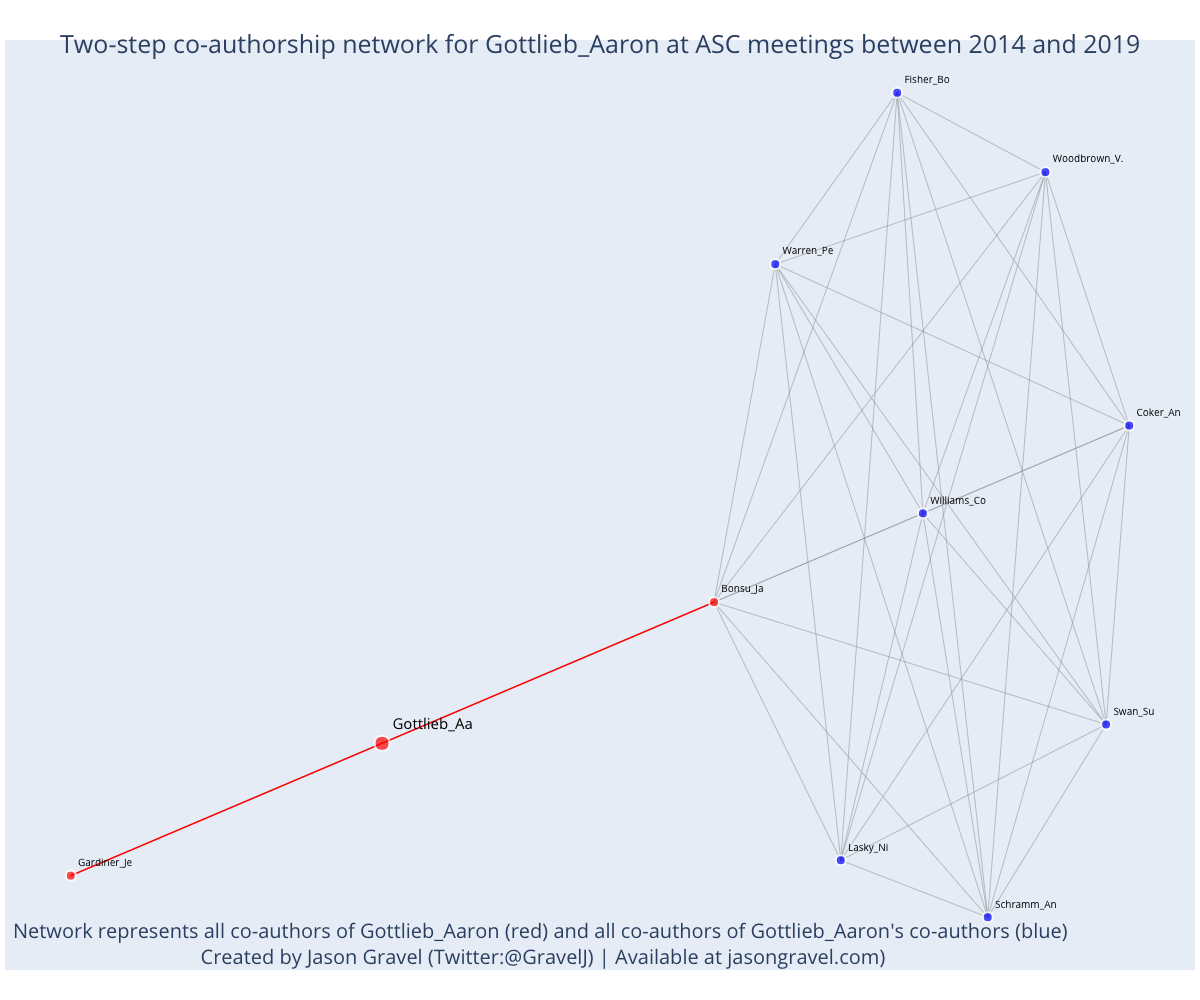 Two-step co-authorship network for Gottlieb_Aaron at ASC meetings between 2014 and 2019
Fisher_Bo
Woodbrown_V.
Warren_Pe
Coker_An
Williams_Co
Bonsu_Ja
Swan_Su
Gottlieb_Aa
Lasky_Ni
Gardiner_Je
Schramm_An
Network represents all co-authors of Gottlieb_Aaron (red) and all co-authors of Gottlieb_Aaron's co-authors (blue)
Created by Jason Gravel (Twitter:@GravelJ) | Available at jasongravel.com)